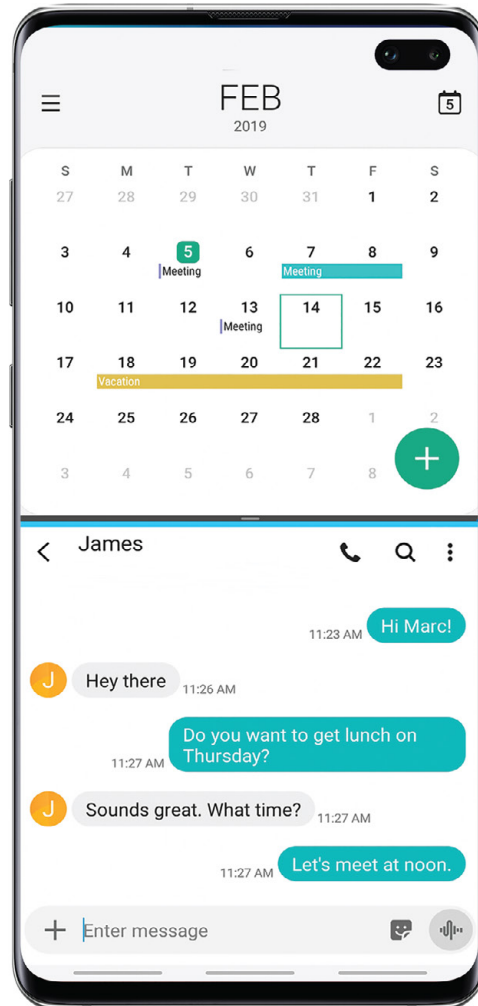 FEB
5
2019
S M T W T F S
27 28 29 30 31 1 2
3 4 5 6 7 8 9
Meeting Meeting
10 11 12 13 14 15 16
Meeting
17 18 19 20 21 22 23
Vacation
24 25 26 27 28 1 2
3 4 5 6 7 8
James
Hi Marc!
11:23 AM
J Hey there 11:26 AM
Do you want to get lunch on
Thursday?
11:27 AM
J Sounds great. What time? 11:27 AM
11:27 AM Let's meet at noon.
Enter message